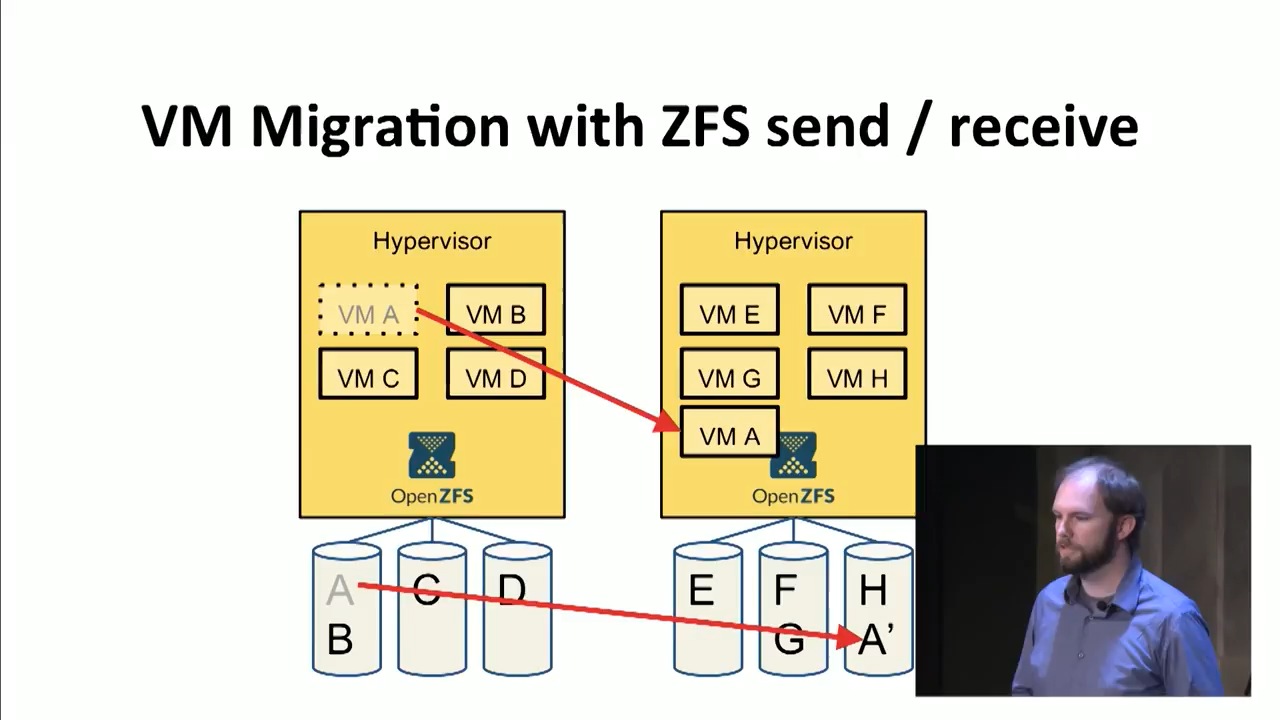 VM Migration with ZFS send / receive
Hypervisor
VM A
VM B
VM C
VM D
OpenZFS
A
B
C
D
Hypervisor
VM E
VM F
VM G
VM H
VM A
OpenZFS
E
F
G
H
A’